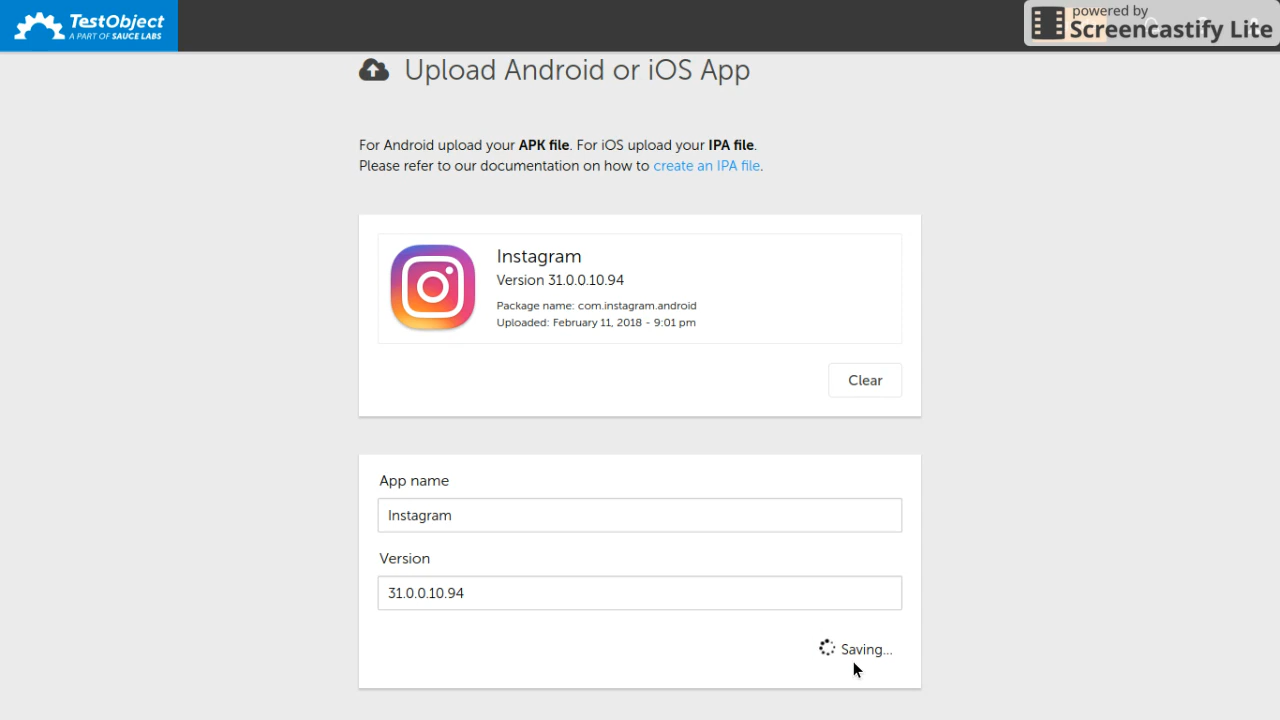 TestObject
A PART OF SAUCE LABS
powered by
Screencastify Lite
Upload Android or iOS App
For Android upload your APK file. For iOS upload your IPA file.
Please refer to our documentation on how to create an IPA file.
Instagram
Version 31.0.0.10.94
Package name: com.instagram.android
Uploaded: February 11, 2018 - 9:01 pm
Clear
App name
Instagram
Version
31.0.0.10.94
Saving...